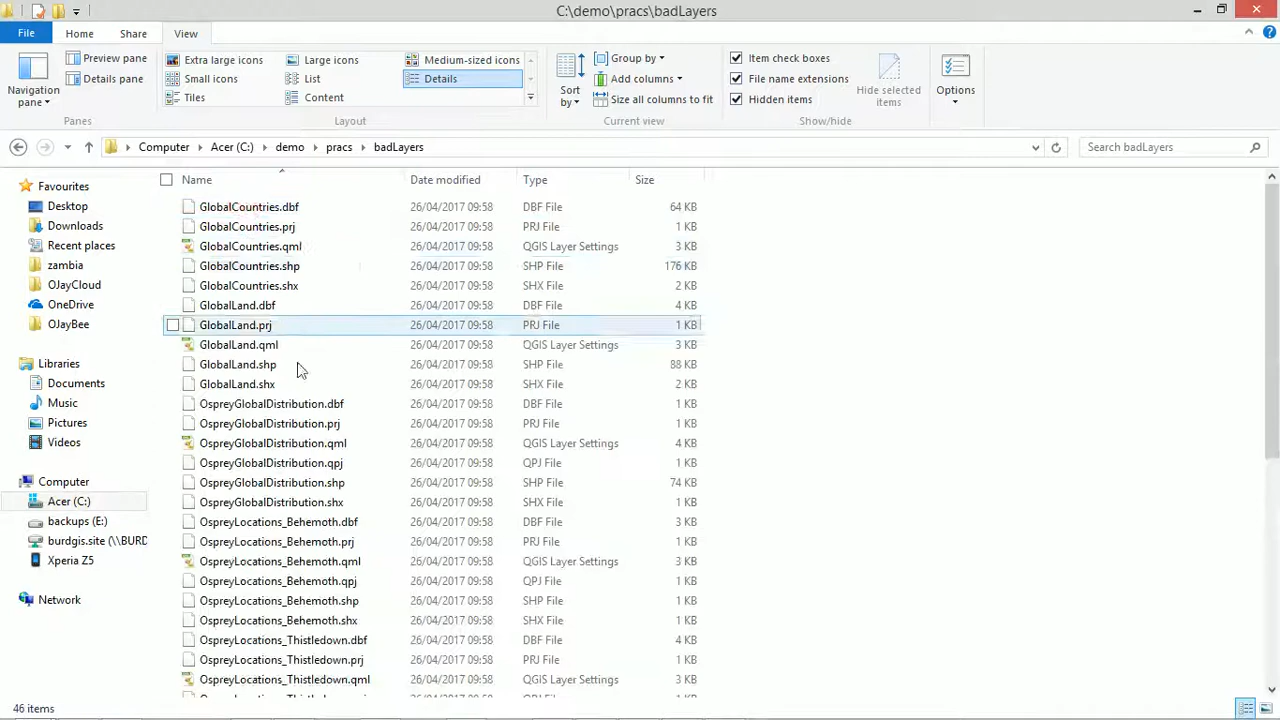 C:\demo\pracs\badLayers
File Home Share View
Navigation pane
Preview pane
Details pane
Panes
Extra large icons Large icons Medium-sized icons
Small icons List Details
Tiles Content
Layout
Sort by
Group by
Add columns
Size all columns to fit
Current view
Item check boxes
File name extensions
Hidden items
Hide selected items
Show/hide
Options
Computer Acer (C:) demo pracs badLayers
Search badLayers
Favourites
Desktop
Downloads
Recent places
zambia
OJayCloud
OneDrive
OJayBee
Libraries
Documents
Music
Pictures
Videos
Computer
Acer (C:)
backups (E:)
burdgis.site (\\BURD
Xperia Z5
Network
Name Date modified Type Size
GlobalCountries.dbf 26/04/2017 09:58 DBF File 64 KB
GlobalCountries.prj 26/04/2017 09:58 PRJ File 1 KB
GlobalCountries.qml 26/04/2017 09:58 QGIS Layer Settings 3 KB
GlobalCountries.shp 26/04/2017 09:58 SHP File 176 KB
GlobalCountries.shx 26/04/2017 09:58 SHX File 2 KB
GlobalLand.dbf 26/04/2017 09:58 DBF File 4 KB
GlobalLand.prj 26/04/2017 09:58 PRJ File 1 KB
GlobalLand.qml 26/04/2017 09:58 QGIS Layer Settings 3 KB
GlobalLand.shp 26/04/2017 09:58 SHP File 88 KB
GlobalLand.shx 26/04/2017 09:58 SHX File 2 KB
OspreyGlobalDistribution.dbf 26/04/2017 09:58 DBF File 1 KB
OspreyGlobalDistribution.prj 26/04/2017 09:58 PRJ File 1 KB
OspreyGlobalDistribution.qml 26/04/2017 09:58 QGIS Layer Settings 4 KB
OspreyGlobalDistribution.qpj 26/04/2017 09:58 QPJ File 1 KB
OspreyGlobalDistribution.shp 26/04/2017 09:58 SHP File 74 KB
OspreyGlobalDistribution.shx 26/04/2017 09:58 SHX File 1 KB
OspreyLocations_Behemoth.dbf 26/04/2017 09:58 DBF File 3 KB
OspreyLocations_Behemoth.prj 26/04/2017 09:58 PRJ File 1 KB
OspreyLocations_Behemoth.qml 26/04/2017 09:58 QGIS Layer Settings 3 KB
OspreyLocations_Behemoth.qpj 26/04/2017 09:58 QPJ File 1 KB
OspreyLocations_Behemoth.shp 26/04/2017 09:58 SHP File 1 KB
OspreyLocations_Behemoth.shx 26/04/2017 09:58 SHX File 1 KB
OspreyLocations_Thistledown.dbf 26/04/2017 09:58 DBF File 4 KB
OspreyLocations_Thistledown.prj 26/04/2017 09:58 PRJ File 1 KB
OspreyLocations_Thistledown.qml 26/04/2017 09:58 QGIS Layer Settings 3 KB
46 items